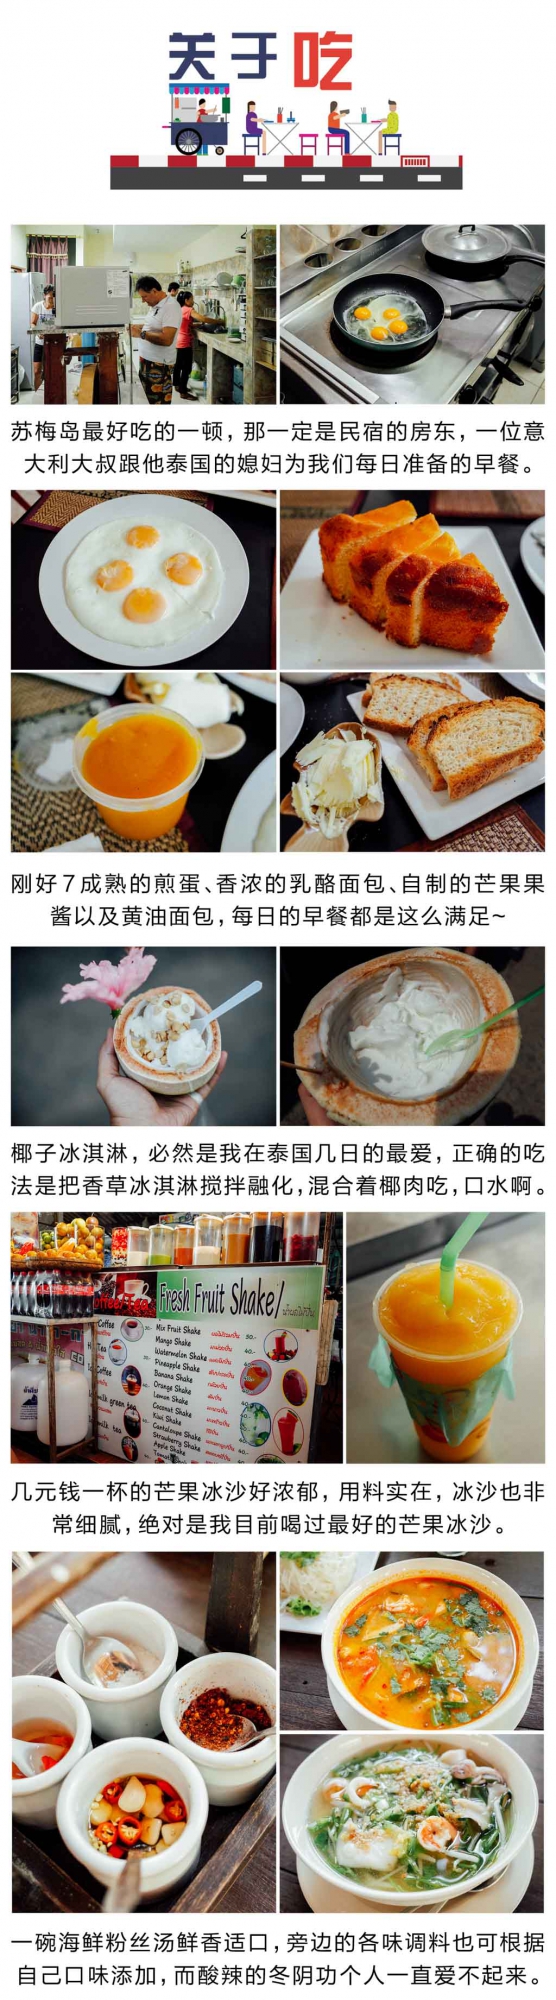 关于吃
苏梅岛最好吃的一顿，那一定是民宿的房东，一位意
大利大叔跟他泰国的媳妇为我们每日准备的早餐。
刚好7成熟的煎蛋、香浓的乳酪面包、自制的芒果果
酱以及黄油面包，每日的早餐都是这么满足~
椰子冰淇淋，必然是我在泰国几日的最爱，正确的吃
法是把香草冰淇淋搅拌融化，混合着椰肉吃，口水啊。
Coffee/Tea
Fresh Fruit Shake/
Coffee
Mix Fruit Shake
Mango Shake
Watermelon Shake
Pineapple Shake
Banana Shake
Orange Shake
Lemon Shake
Coconut Shake
Kiwi Shake
Cantaloupe Shake
Strawberry Shake
Apple Shake
几元钱一杯的芒果冰沙好浓郁，用料实在，冰沙也非
常细腻，绝对是我目前喝过最好的芒果冰沙。
一碗海鲜粉丝汤鲜香适口，旁边的各味调料也可根据
自己口味添加，而酸辣的冬阴功个人一直爱不起来。